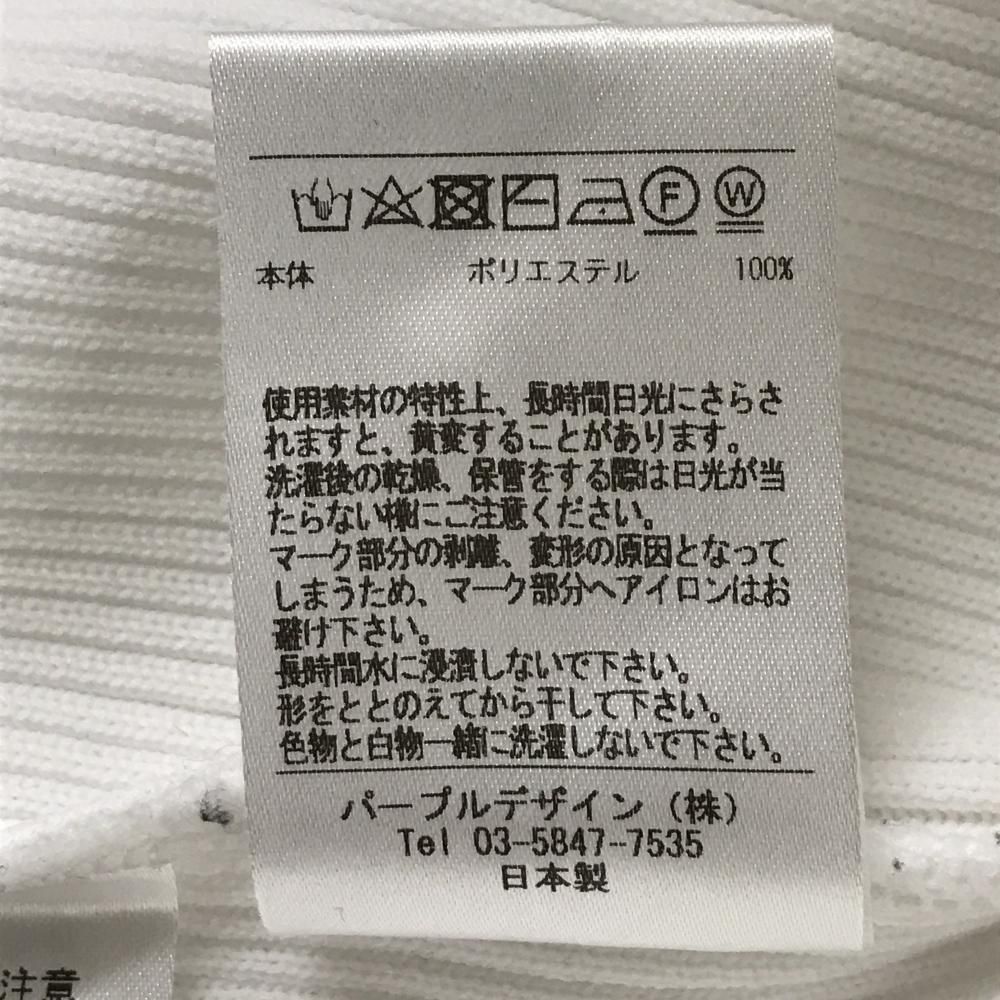 F W
本体 ポリエステル 100%
使用素材の特性上、長時間日光にさらさ
れますと、黄変することがあります。
洗濯後の乾燥、保管をする際は日光が当
たらない様にご注意ください。
マーク部分の剥離、変形の原因となって
しまうため、マーク部分へアイロンはお
避け下さい。
長時間水に浸漬しないで下さい。
形をととのえてから干して下さい。
色物と白物一緒に洗濯しないで下さい。
パープルデザイン（株）
Tel 03-5847-7535
日本製
注意